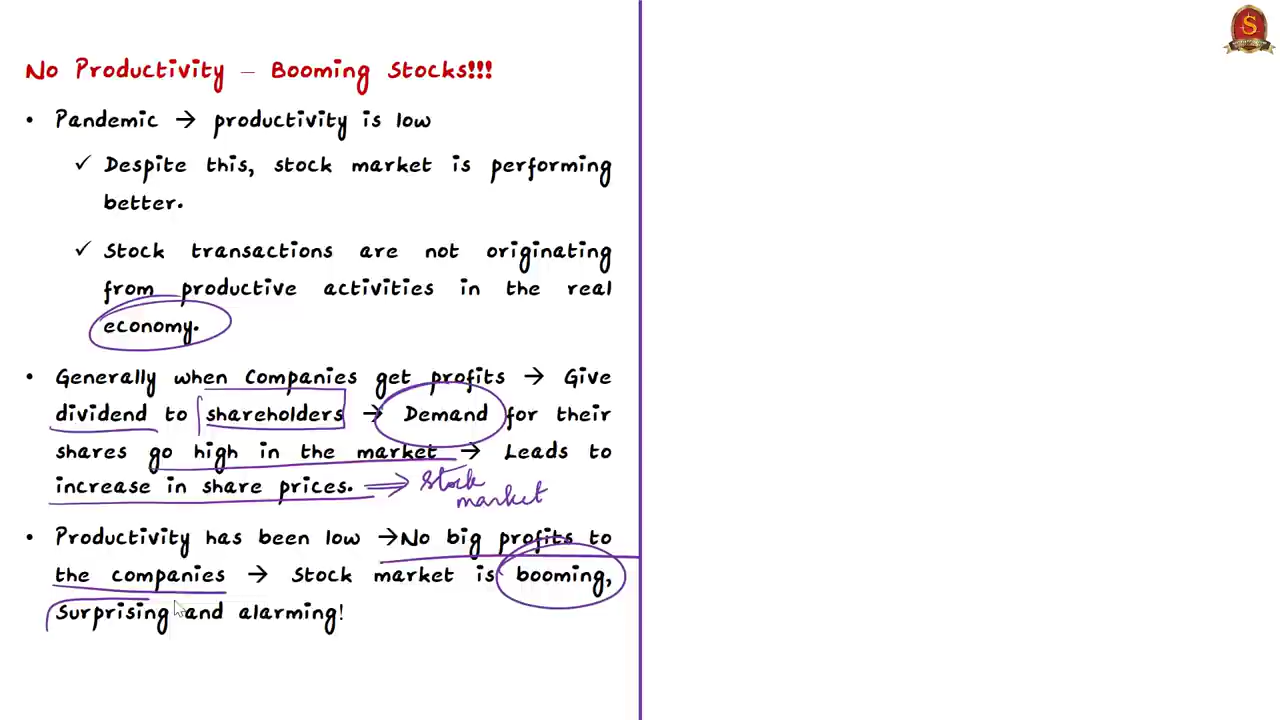 No Productivity – Booming Stocks!!!
• Pandemic → productivity is low
✓ Despite this, stock market is performing
better.
✓ Stock transactions are not originating
from productive activities in the real
economy.
• Generally when Companies get profits → Give
dividend to shareholders → Demand for their
shares go high in the market → Leads to
increase in share prices. ⇒ Stock
market
• Productivity has been low →No big profits to
the companies → Stock market is booming,
Surprising and alarming!
S